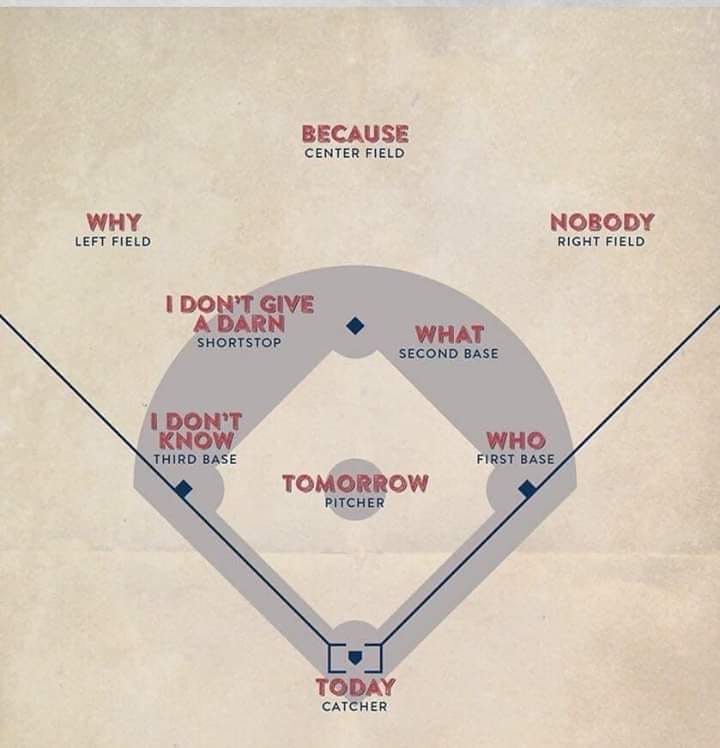 BECAUSE
CENTER FIELD
WHY
LEFT FIELD
NOBODY
RIGHT FIELD
I DON'T GIVE
A DARN
SHORTSTOP
WHAT
SECOND BASE
I DON'T
KNOW
THIRD BASE
WHO
FIRST BASE
TOMORROW
PITCHER
TODAY
CATCHER